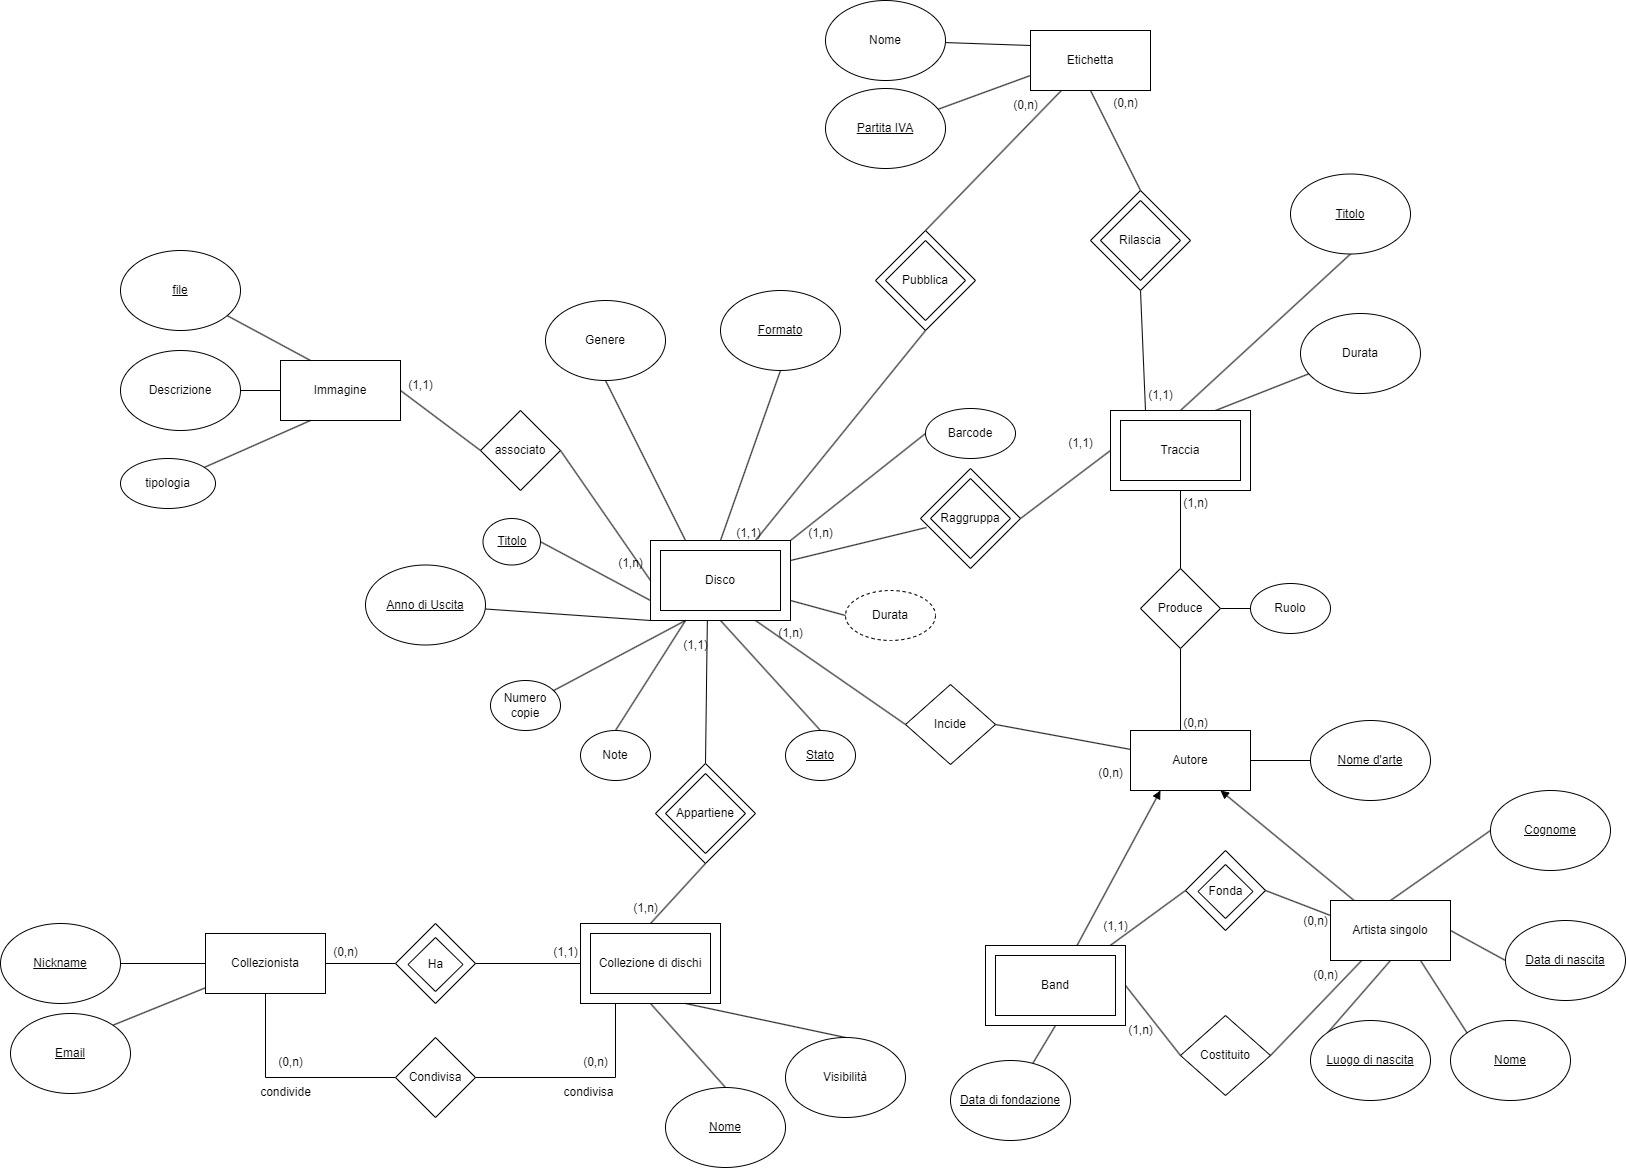 Nome
Etichetta
(0,n)
(0,n)
Partita IVA
Rilascia
Titolo
Pubblica
file
Genere
Formato
Durata
Descrizione
Immagine
(1,1)
(1,1)
Barcode
(1,1)
associato
Traccia
tipologia
(1,n)
Raggruppa
(1,1)
(1,n)
Titolo
(1,n)
Disco
Anno di Uscita
Durata
Produce
Ruolo
(1,1)
(1,n)
Numero
copie
Note
Stato
Incide
(0,n)
Autore
Nome d'arte
(0,n)
Appartiene
Cognome
Fonda
(1,n)
(1,1)
(0,n)
Artista singolo
Nickname
Collezionista
(0,n)
Ha
(1,1)
Collezione di dischi
Data di nascita
Band
(0,n)
Email
(1,n)
Costituito
Luogo di nascita
Nome
(0,n)
condivide
Condivisa
(0,n)
condivisa
Visibilità
Data di fondazione
Nome